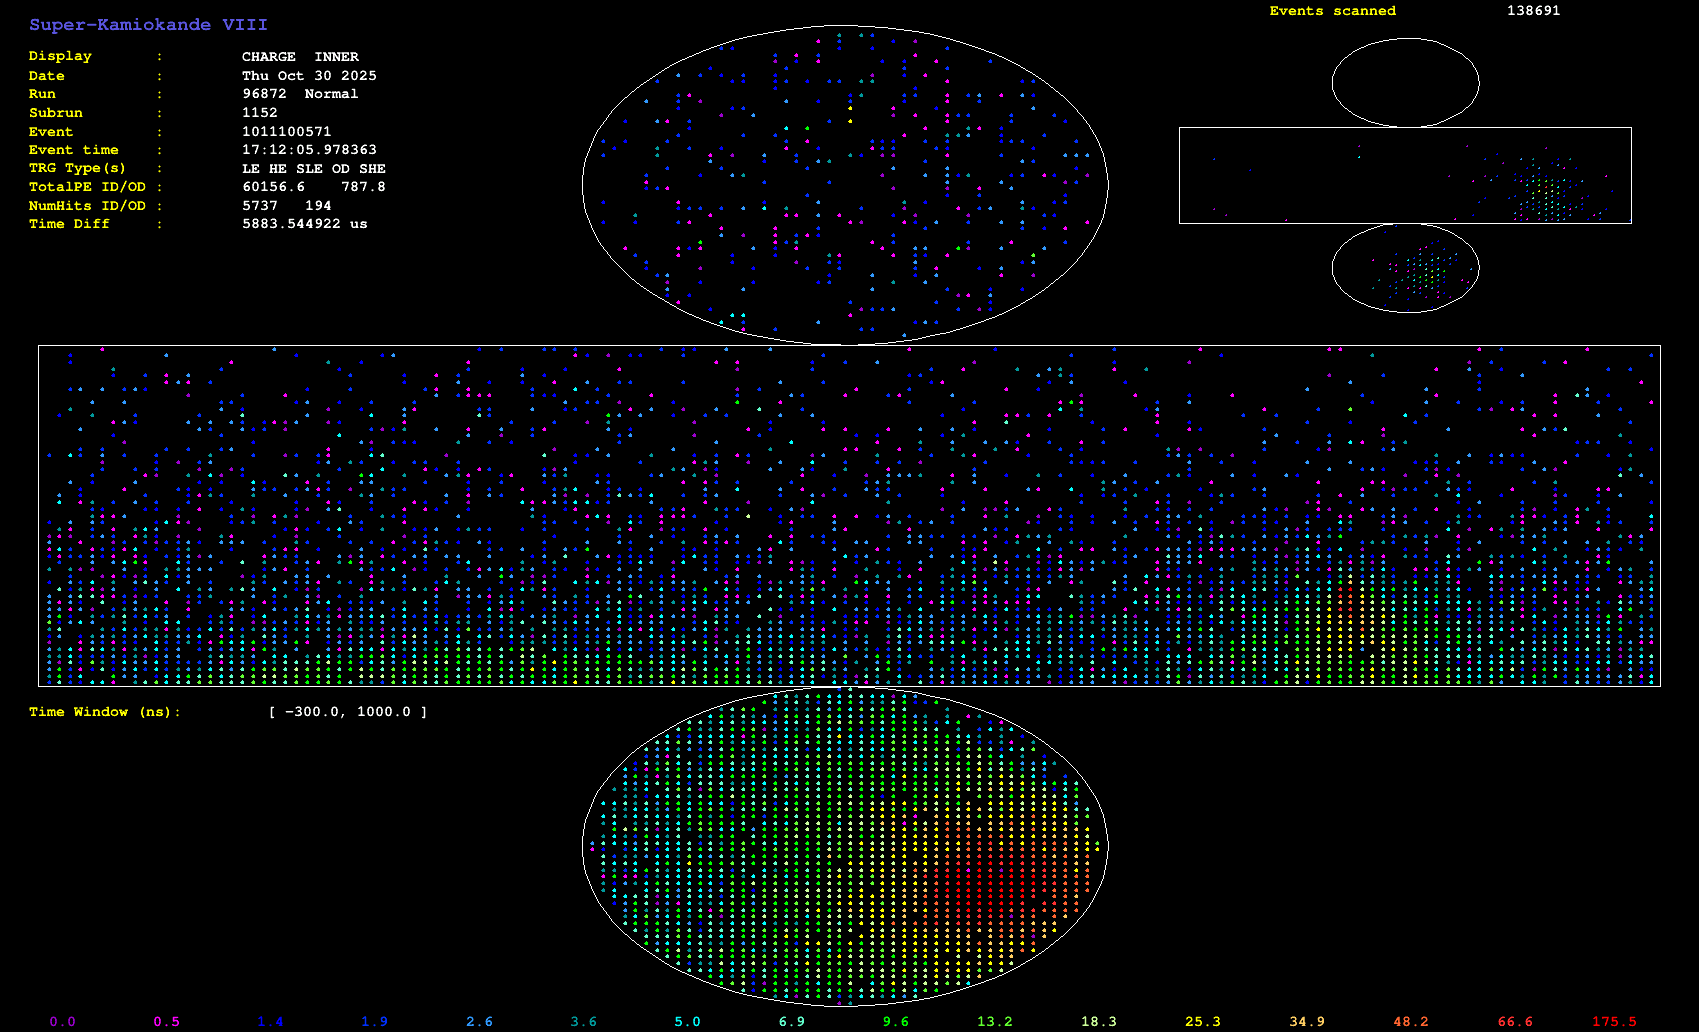 Super-Kamiokande VIII
Events scanned 138691
Display : CHARGE INNER
Date : Thu Oct 30 2025
Run : 96872 Normal
Subrun : 1152
Event : 1011100571
Event time : 17:12:05.978363
TRG Type(s) : LE HE SLE OD SHE
TotalPE ID/OD : 60156.6 787.8
NumHits ID/OD : 5737 194
Time Diff : 5883.544922 us
Time Window (ns): [ -300.0, 1000.0 ]
0.0 0.5 1.4 1.9 2.6 3.6 5.0 6.9 9.6 13.2 18.3 25.3 34.9 48.2 66.6 175.5